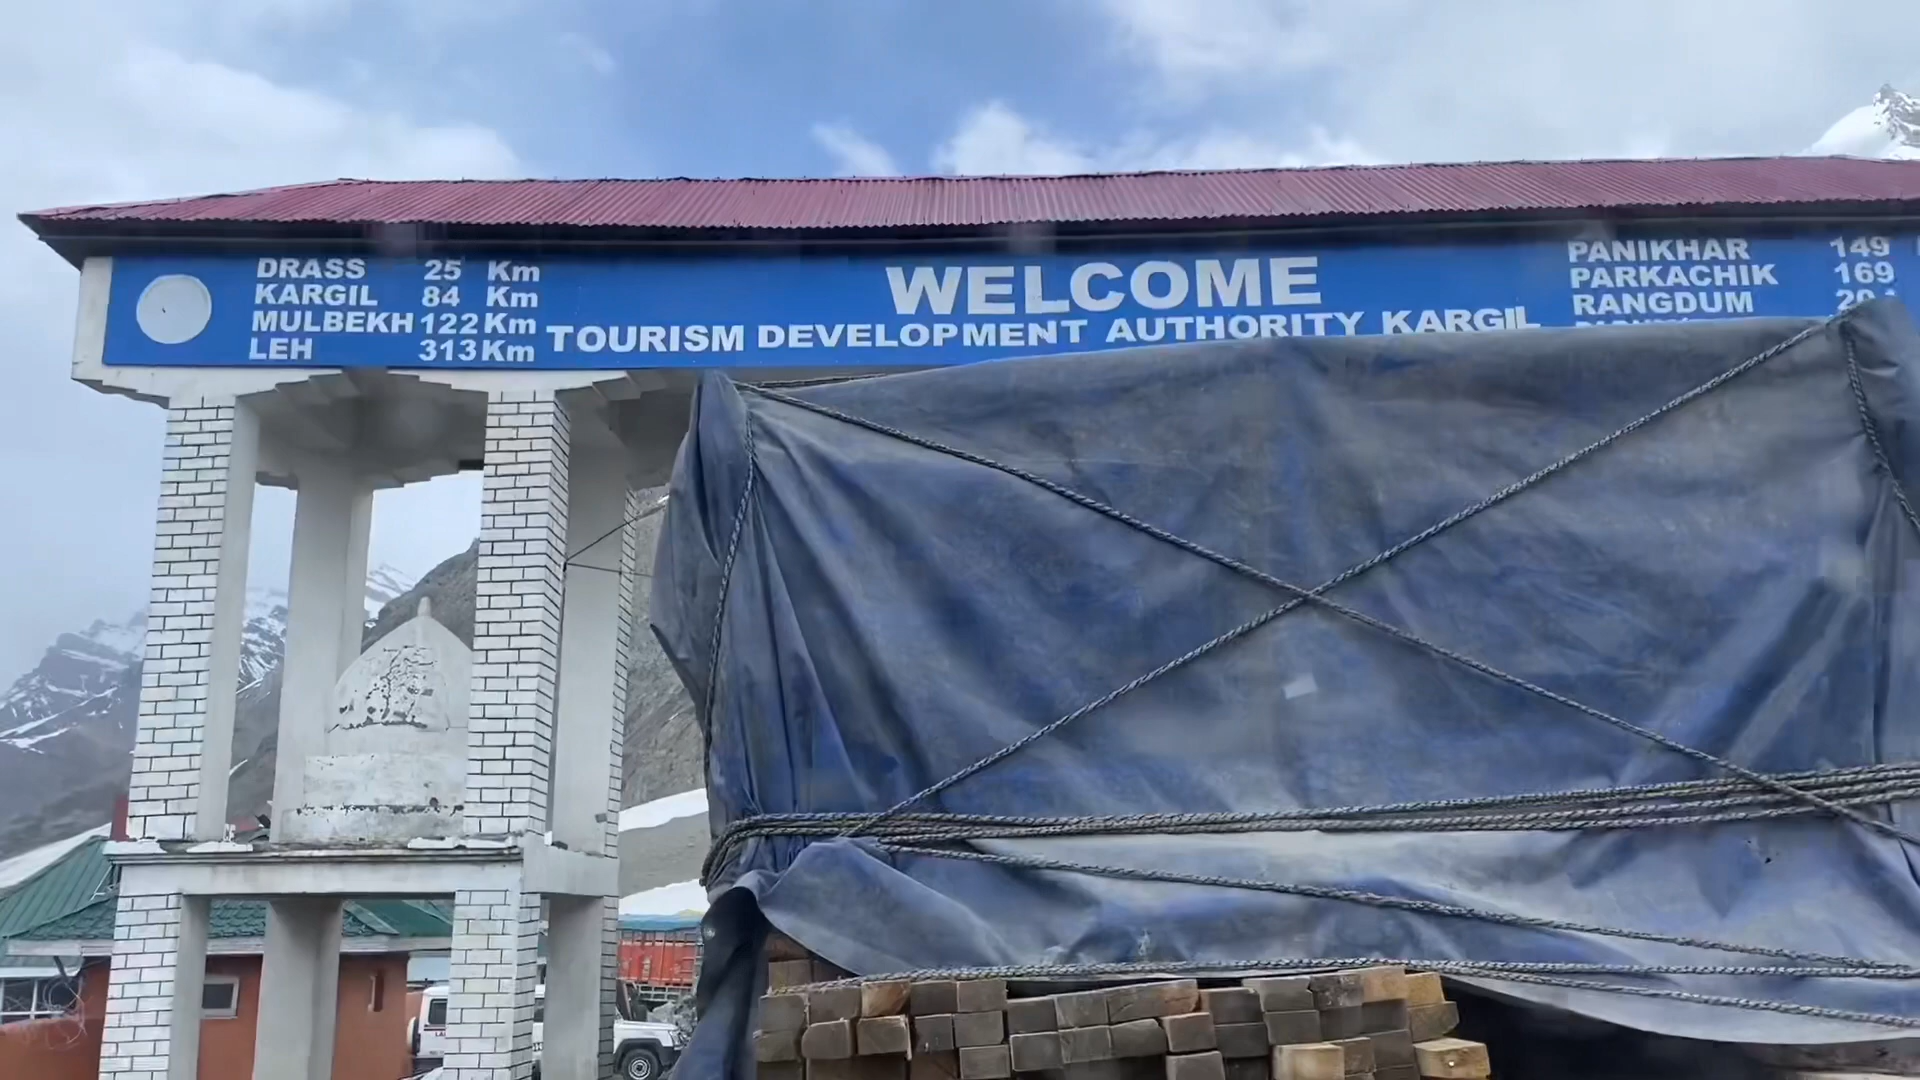 DRASS 25 Km
KARGIL 84 Km
MULBEKH 122 Km
LEH 313 Km
WELCOME
TOURISM DEVELOPMENT AUTHORITY KARGIL
PANIKHAR 149
PARKACHIK 169
RANGDUM